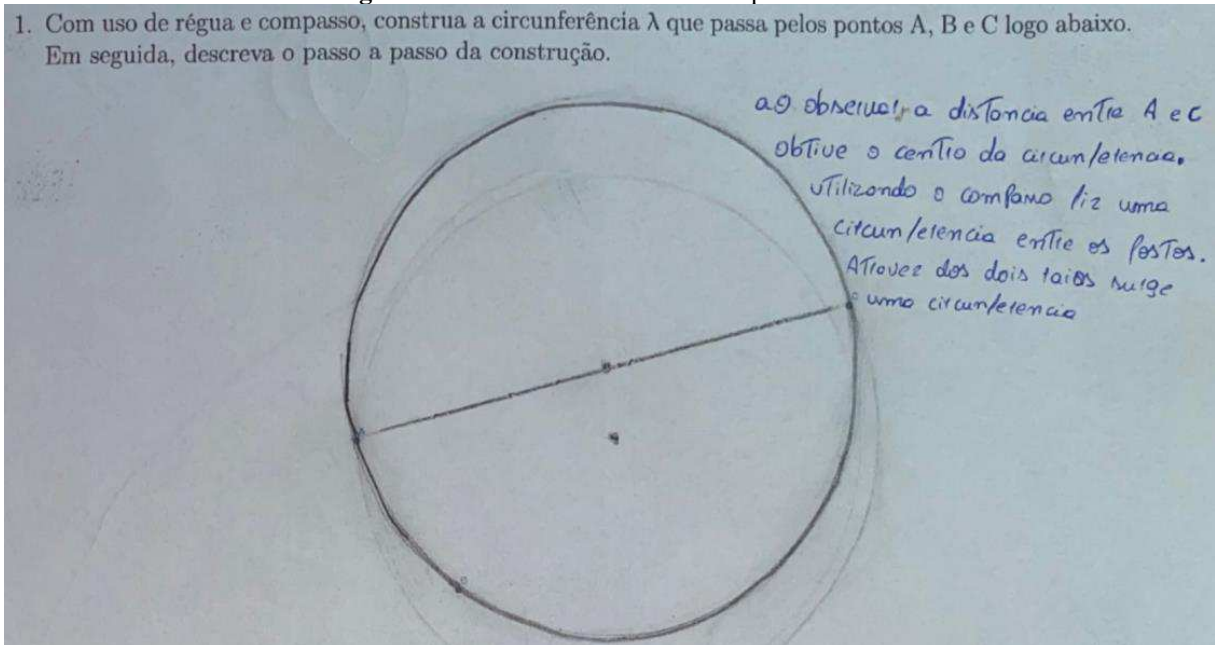 1. Com uso de régua e compasso, construa a circunferência λ que passa pelos pontos A, B e C logo abaixo.
Em seguida, descreva o passo a passo da construção.
ao observar a distancia entre A e C
obtive o centro da circunferencia.
utilizando o compasso fiz uma
circunferencia entre os postos.
Atravez dos dois raios surge
uma circunferencia